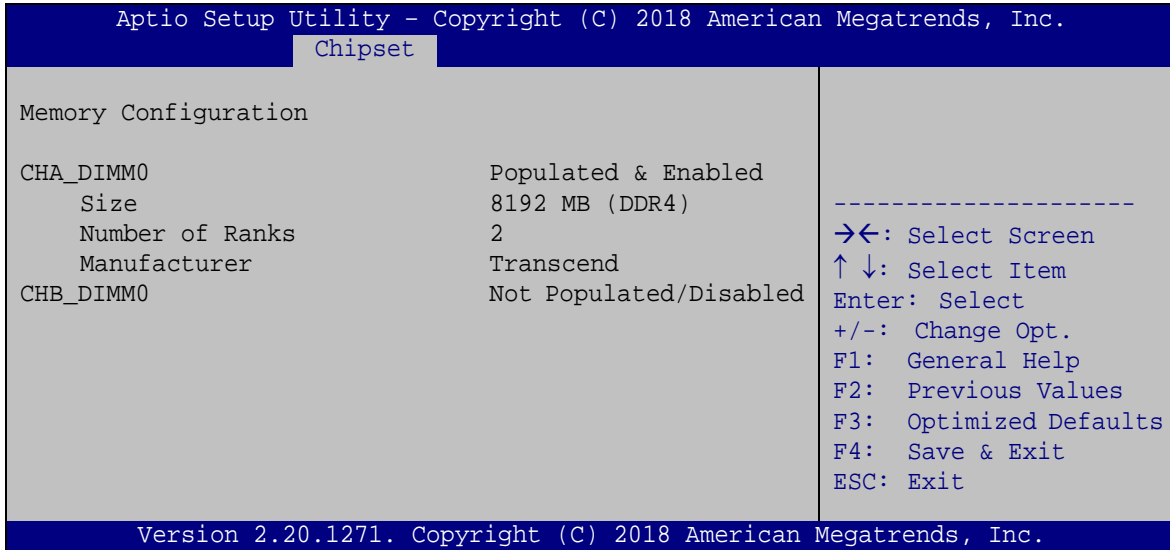 Aptio Setup Utility – Copyright (C) 2018 American Megatrends, Inc.
Chipset
Memory Configuration
CHA_DIMM0 Populated & Enabled
Size 8192 MB (DDR4)
Number of Ranks 2
Manufacturer Transcend
CHB_DIMM0 Not Populated/Disabled
---------------------
→←: Select Screen
↑ ↓: Select Item
Enter: Select
+/-: Change Opt.
F1: General Help
F2: Previous Values
F3: Optimized Defaults
F4: Save & Exit
ESC: Exit
Version 2.20.1271. Copyright (C) 2018 American Megatrends, Inc.